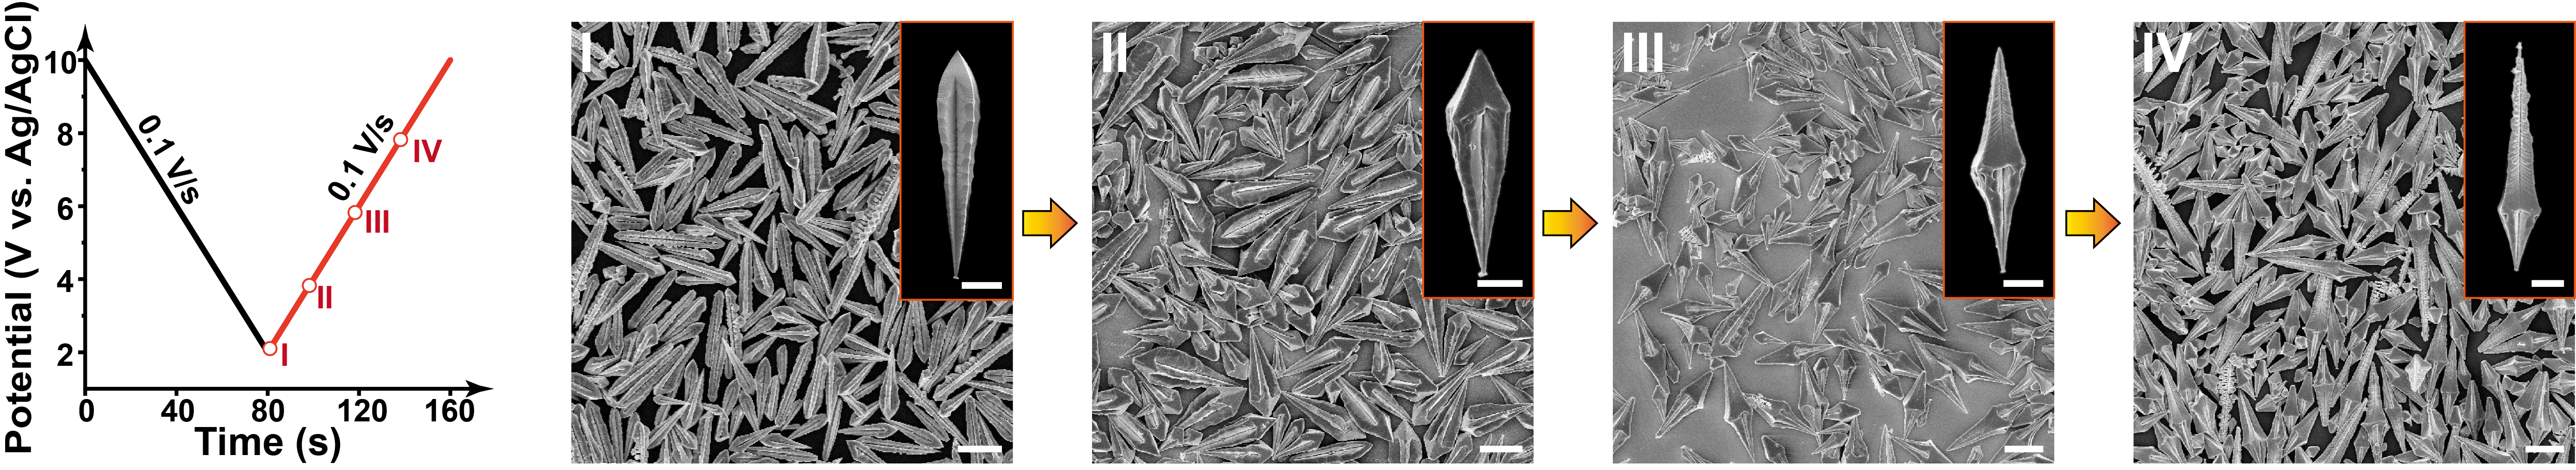 Potential (V vs. Ag/AgCl)
10
8
6
4
2
0.1 V/s
0.1 V/s
I
II
III
IV
0
40
80
120
160
Time (s)
I
II
III
IV